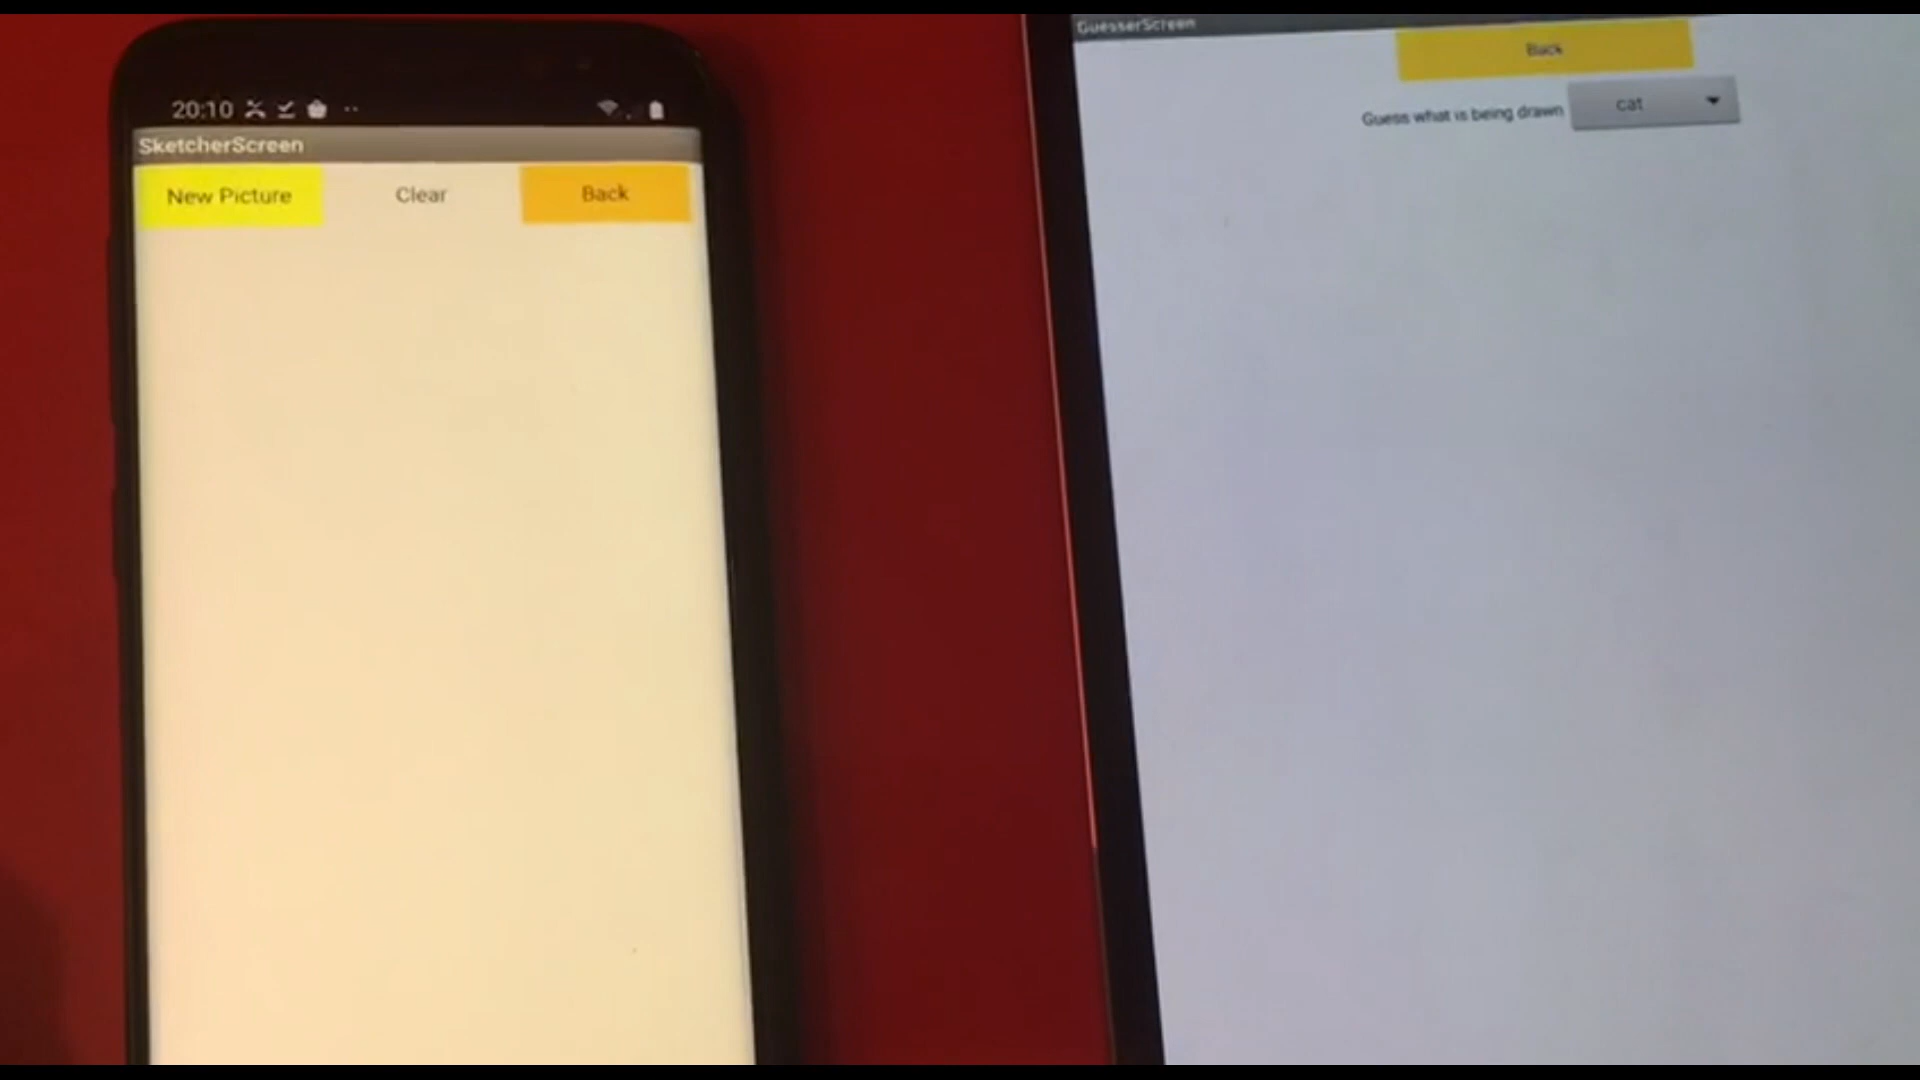 20:10
SketcherScreen
New Picture
Clear
Back
GuesserScreen
Back
Guess what is being drawn
cat